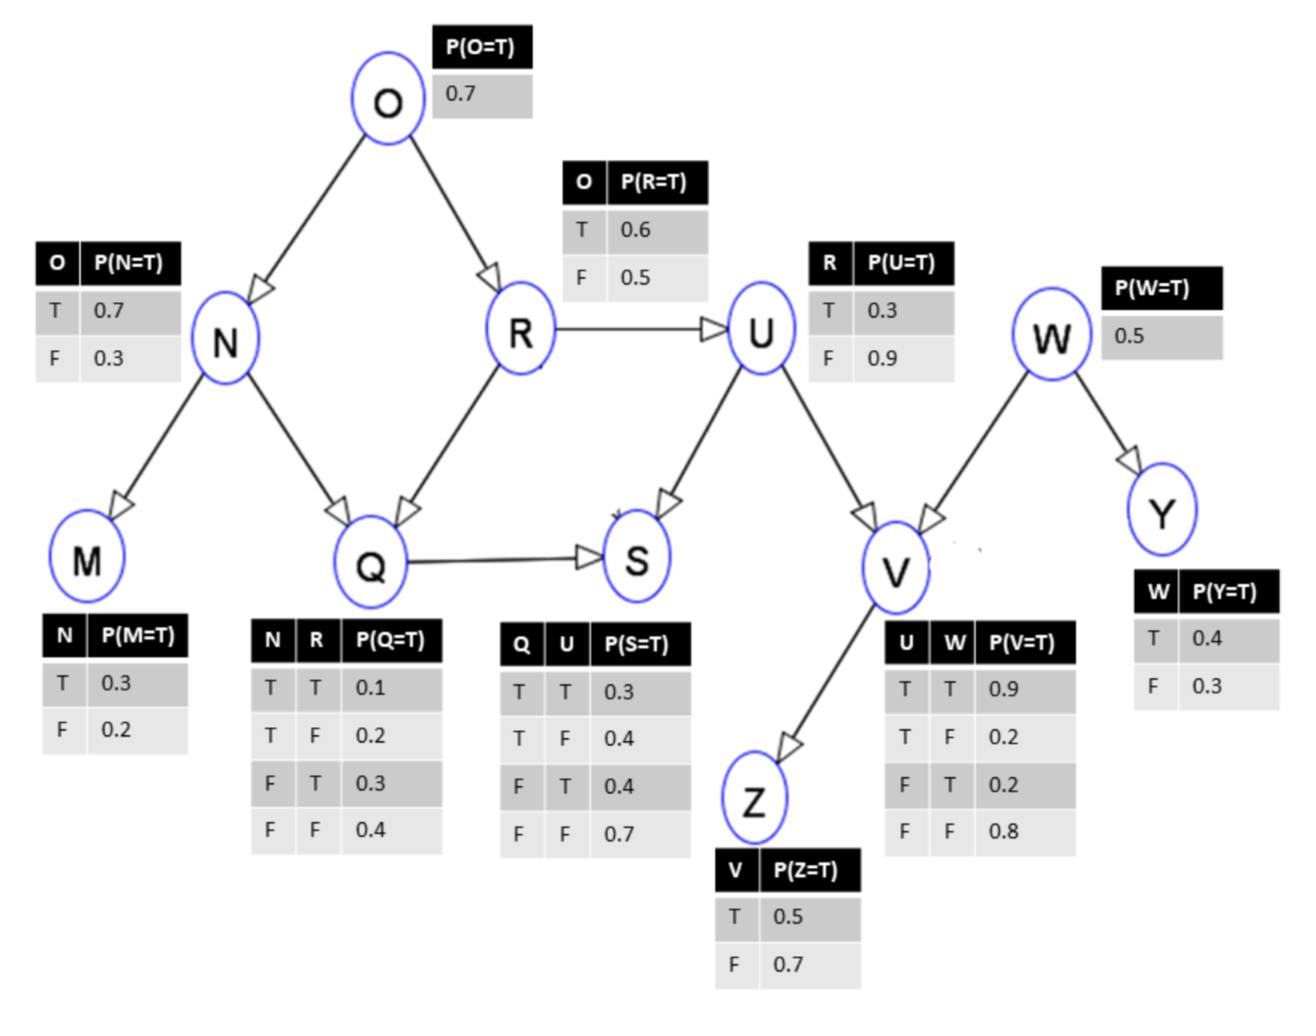 P(O=T)
0.7
O
O P(R=T)
T 0.6
F 0.5
O P(N=T)
T 0.7
F 0.3
R P(U=T)
T 0.3
F 0.9
P(W=T)
0.5
N
R
U
W
M
Q
S
V
Y
N P(M=T)
T 0.3
F 0.2
N R P(Q=T)
T T 0.1
T F 0.2
F T 0.3
F F 0.4
Q U P(S=T)
T T 0.3
T F 0.4
F T 0.4
F F 0.7
U W P(V=T)
T T 0.9
T F 0.2
F T 0.2
F F 0.8
W P(Y=T)
T 0.4
F 0.3
Z
V P(Z=T)
T 0.5
F 0.7